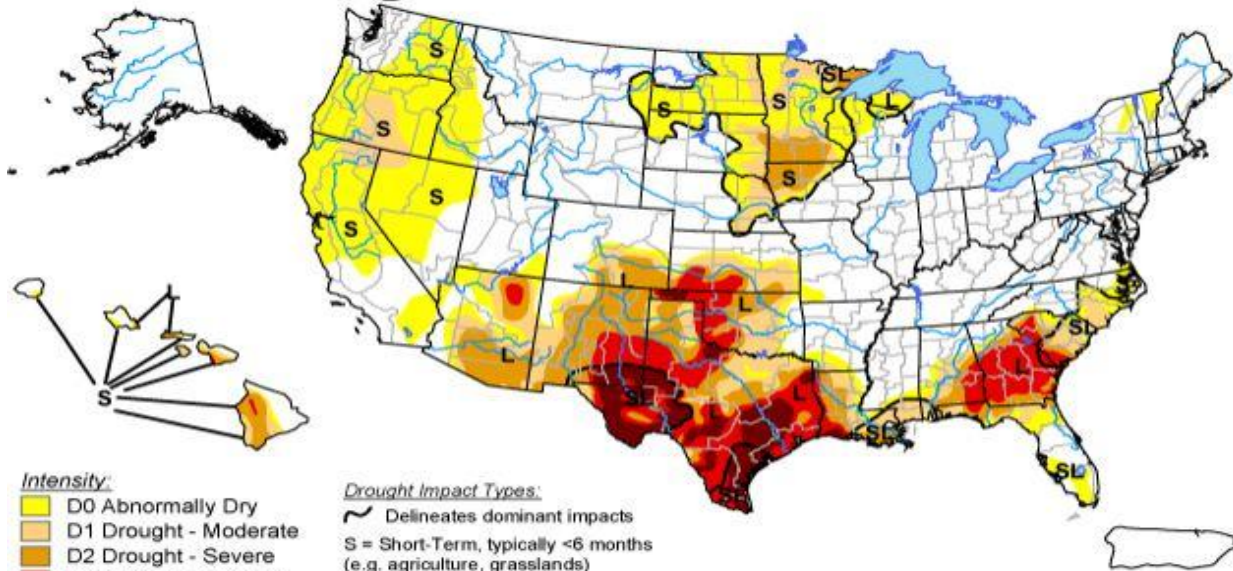 S
S
S
S
S
S
SL
L
S
L
S
L
L
L
SL
L
L
L
SL
SL
L
SL
Intensity:
D0 Abnormally Dry
D1 Drought - Moderate
D2 Drought - Severe
Drought Impact Types:
Delineates dominant impacts
S = Short-Term, typically <6 months
(e.g. agriculture, grasslands)